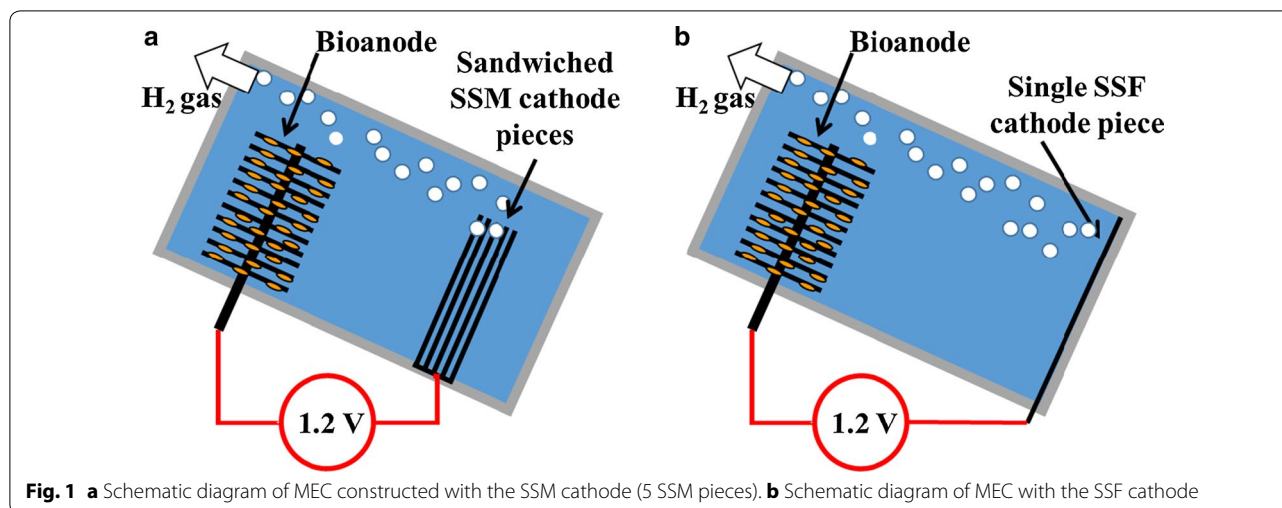 a
Bioanode
H₂ gas
Sandwiched
SSM cathode
pieces
1.2 V
b
Bioanode
H₂ gas
Single SSF
cathode piece
1.2 V
Fig. 1 a Schematic diagram of MEC constructed with the SSM cathode (5 SSM pieces). b Schematic diagram of MEC with the SSF cathode